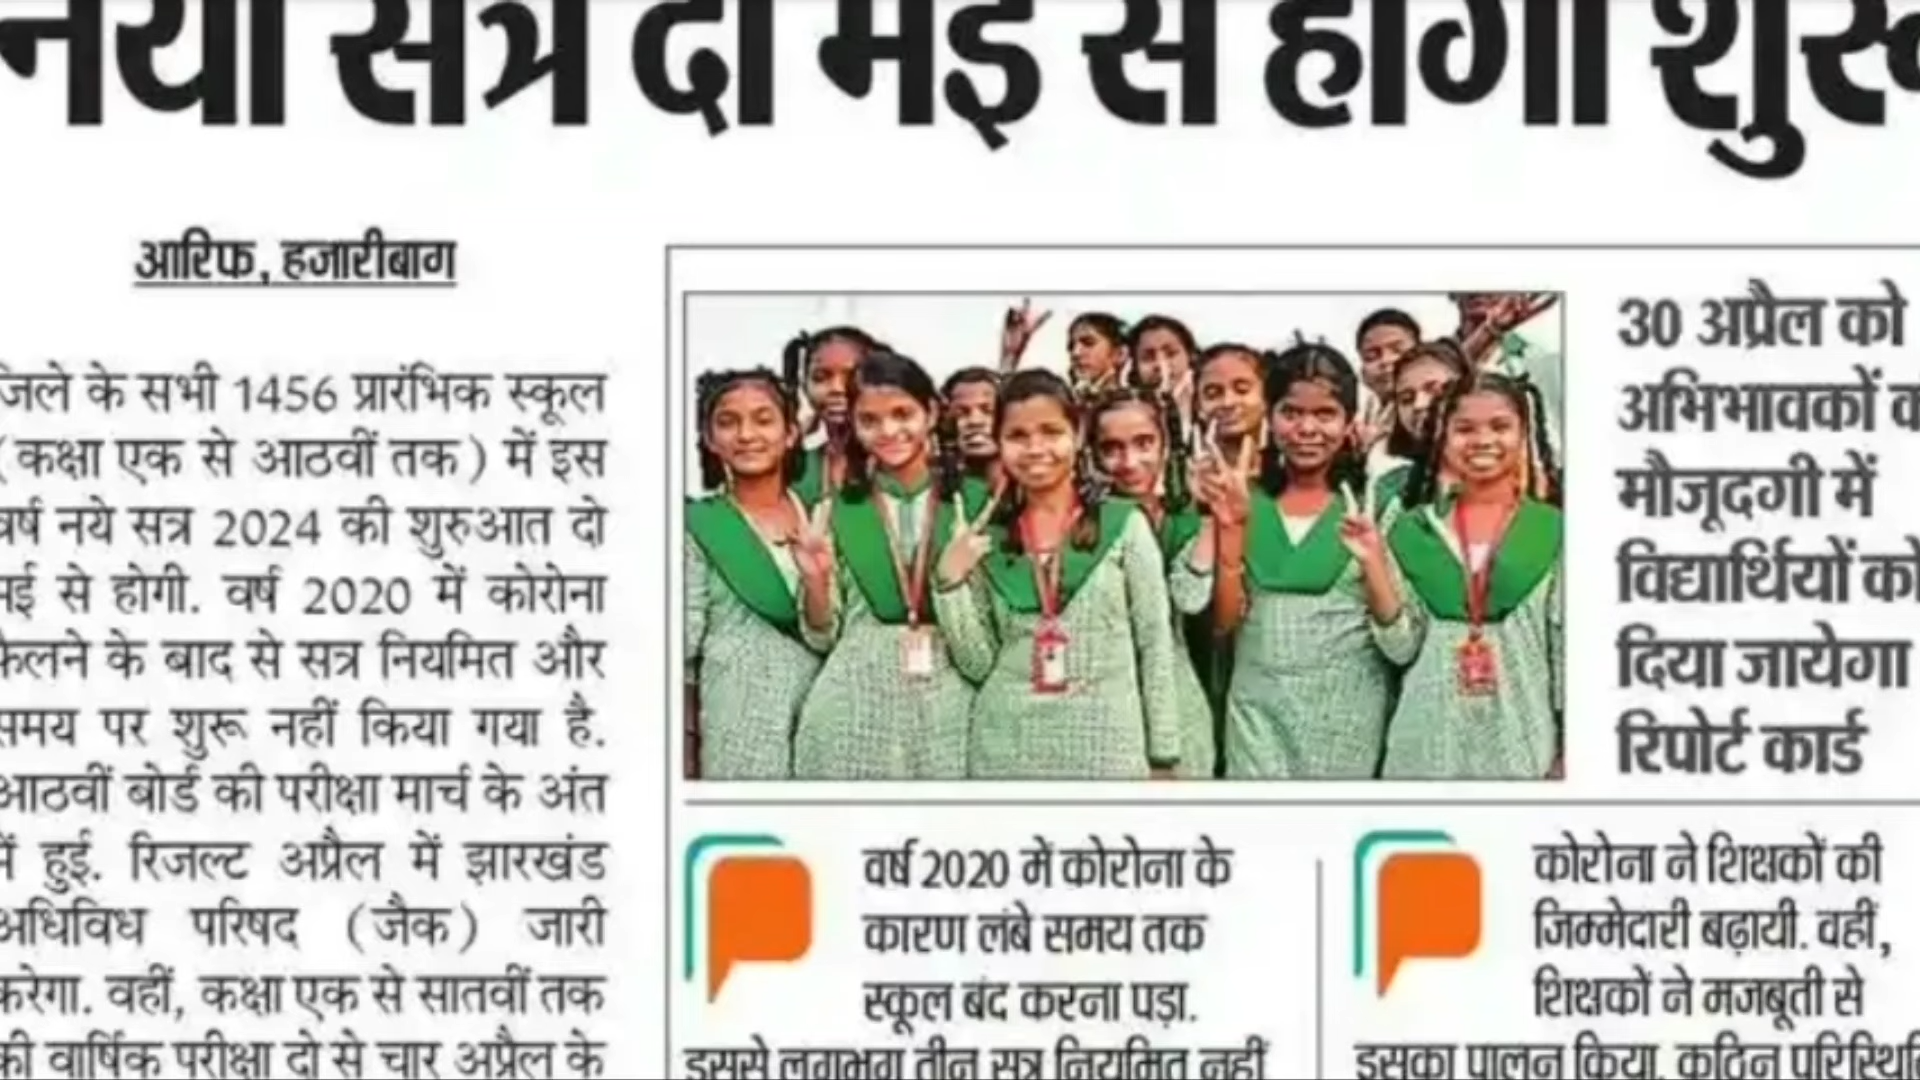 नया सत्र दो मई से होगा शुरू
आरिफ, हजारीबाग
जिले के सभी 1456 प्रारंभिक स्कूल
(कक्षा एक से आठवीं तक) में इस
वर्ष नये सत्र 2024 की शुरुआत दो
मई से होगी. वर्ष 2020 में कोरोना
फैलने के बाद से सत्र नियमित और
समय पर शुरू नहीं किया गया है.
आठवीं बोर्ड की परीक्षा मार्च के अंत
में हुई. रिजल्ट अप्रैल में झारखंड
अधिविध परिषद (जैक) जारी
करेगा. वहीं, कक्षा एक से सातवीं तक
की वार्षिक परीक्षा दो से चार अप्रैल के
30 अप्रैल को
अभिभावकों
मौजूदगी में
विद्यार्थियों को
दिया जायेगा
रिपोर्ट कार्ड
वर्ष 2020 में कोरोना के
कारण लंबे समय तक
स्कूल बंद करना पड़ा.
इससे लगभग तीन सत्र नियमित नहीं
कोरोना ने शिक्षकों की
जिम्मेदारी बढ़ायी. वहीं,
शिक्षकों ने मजबूती से
इसका पालन किया. कठिन